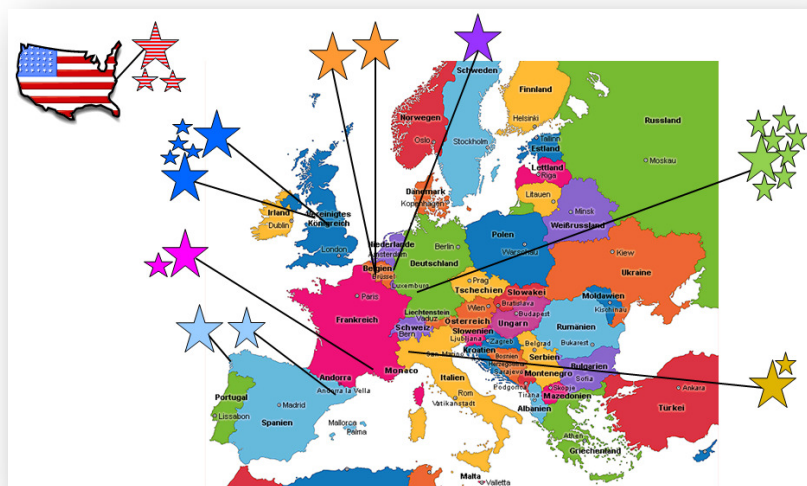 Schweden
Finnland
Helsinki
Norwegen
Oslo
Stockholm
Tallinn
Estland
Russland
Moskau
Lettland
Riga
Litauen
Dänemark
Kopenhagen
Minsk
Weißrussland
Irland
Dublin
Vereinigtes
Königreich
London
Niederlande
Amsterdam
Berlin
Deutschland
Polen
Warschau
Belgien
Brüssel
Luxemburg
Kiew
Ukraine
Prag
Tschechien
Paris
Frankreich
Slowakei
Bratislava
Wien
Österreich
Budapest
Ungarn
Moldawien
Kischinau
Liechtenstein
Vaduz
Schweiz
Bern
Slowenien
Ljubljana
Zagreb
Kroatien
Rumänien
Bukarest
Belgrad
Serbien
San Marino
Bosnien
Herzegowina
Sarajevo
Monaco
Andorra
Andorra la Vella
Italien
Rom
Vatikanstadt
Montenegro
Podgorica
Bulgarien
Sofia
Skopje
Mazedonien
Tirana
Albanien
Ankara
Türkei
Portugal
Lissabon
Madrid
Spanien
Mallorca
Palma
Athen
Griechenland
Malta
Valletta